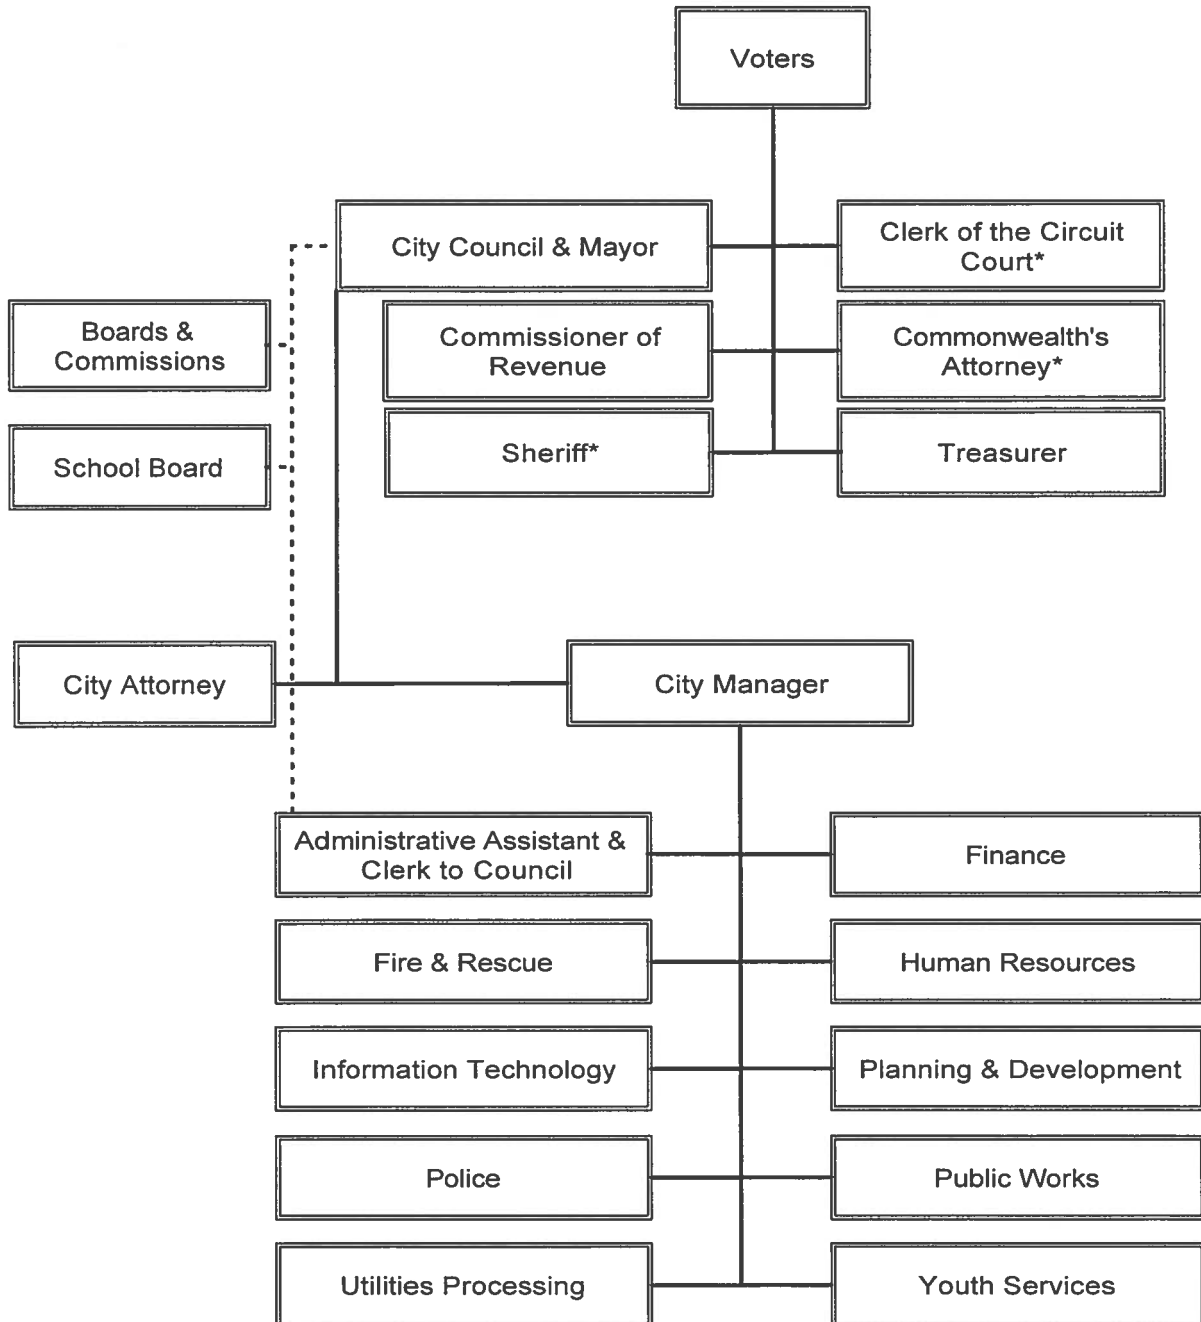 Voters
City Council & Mayor
Clerk of the Circuit
Court*
Boards &
Commissions
Commissioner of
Revenue
Commonwealth's
Attorney*
School Board
Sheriff*
Treasurer
City Attorney
City Manager
Administrative Assistant &
Clerk to Council
Finance
Fire & Rescue
Human Resources
Information Technology
Planning & Development
Police
Public Works
Utilities Processing
Youth Services